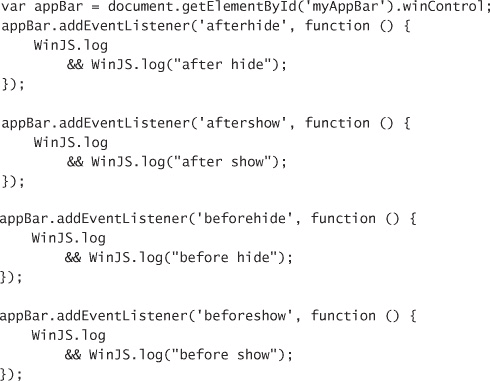 var appBar = document.getElementById('myAppBar').winControl;
appBar.addEventListener('afterhide', function () {
    WinJS.log
        && WinJS.log("after hide");
});

appBar.addEventListener('aftershow', function () {
    WinJS.log
        && WinJS.log("after show");
});

appBar.addEventListener('beforehide', function () {
    WinJS.log
        && WinJS.log("before hide");
});

appBar.addEventListener('beforeshow', function () {
    WinJS.log
        && WinJS.log("before show");
});